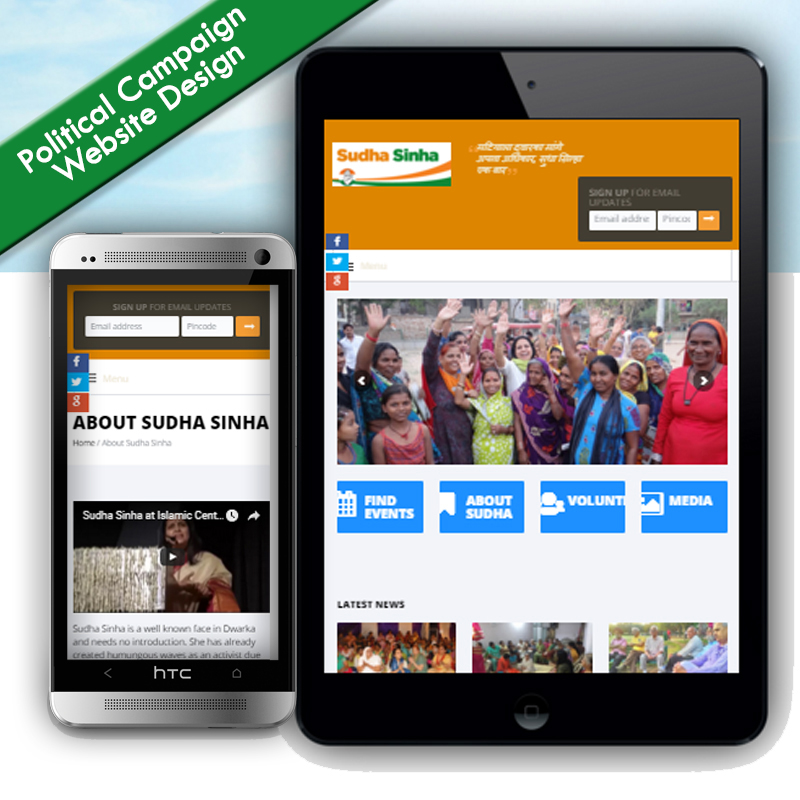 Political Campaign
Website Design
Sudha Sinha
एक बार
SIGN UP FOR EMAIL
UPDATES
Email addre
Pincod
Menu
FIND
EVENTS
ABOUT
SUDHA
VOLUNT
MEDIA
LATEST NEWS
SIGN UP FOR EMAIL UPDATES
Email address
Pincode
Menu
ABOUT SUDHA SINHA
Home / About Sudha Sinha
Sudha Sinha at Islamic Cent...
Sudha Sinha is a well known face in Dwarka
and needs no introduction. She has already
created humungous waves as an activist due
hTC